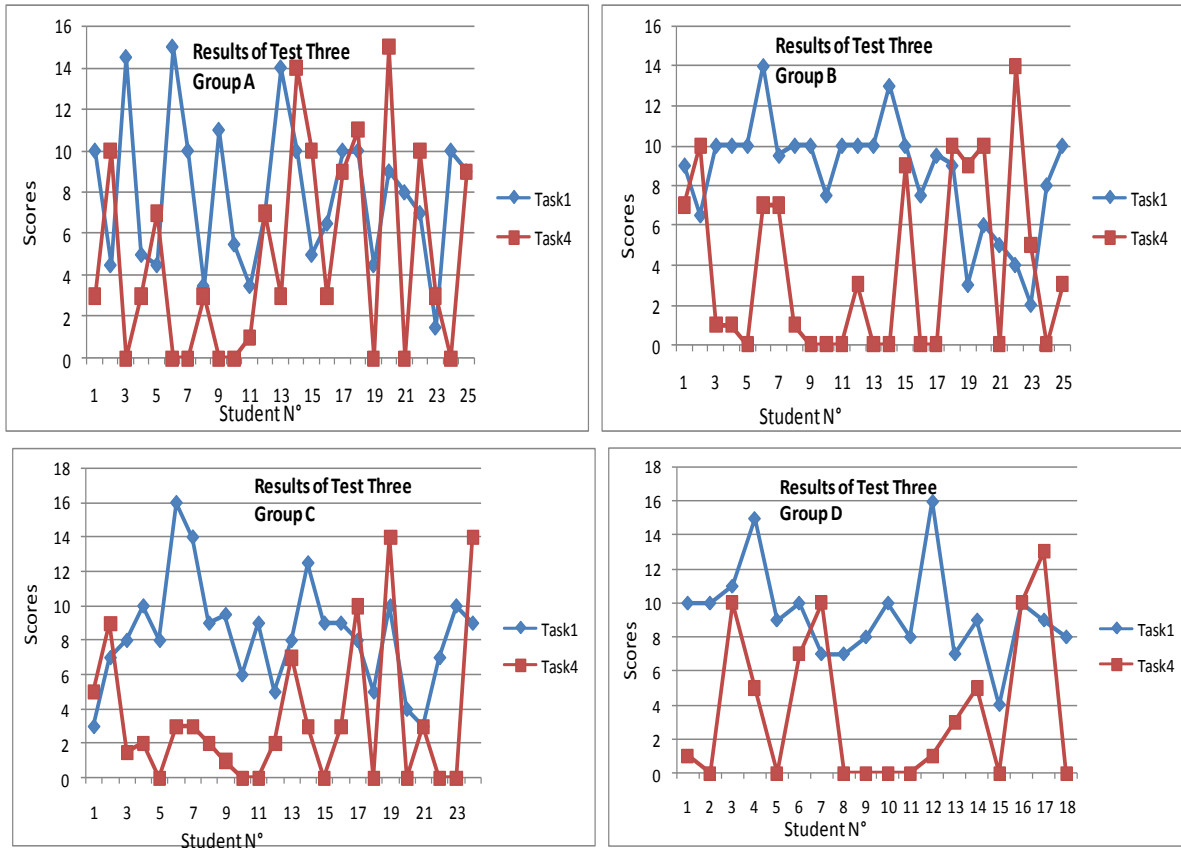 Results of Test Three
Group A
16
14
12
10
8
6
4
2
0
Scores
1 3 5 7 9 11 13 15 17 19 21 23 25
Student N°
Task1
Task4
Results of Test Three
Group B
16
14
12
10
8
6
4
2
0
Scores
1 3 5 7 9 11 13 15 17 19 21 23 25
Student N°
Task1
Task4
Results of Test Three
Group C
18
16
14
12
10
8
6
4
2
0
Scores
1 3 5 7 9 11 13 15 17 19 21 23
Student N°
Task1
Task4
Results of Test Three
Group D
18
16
14
12
10
8
6
4
2
0
Scores
1 2 3 4 5 6 7 8 9 10 11 12 13 14 15 16 17 18
Student N°
Task1
Task4